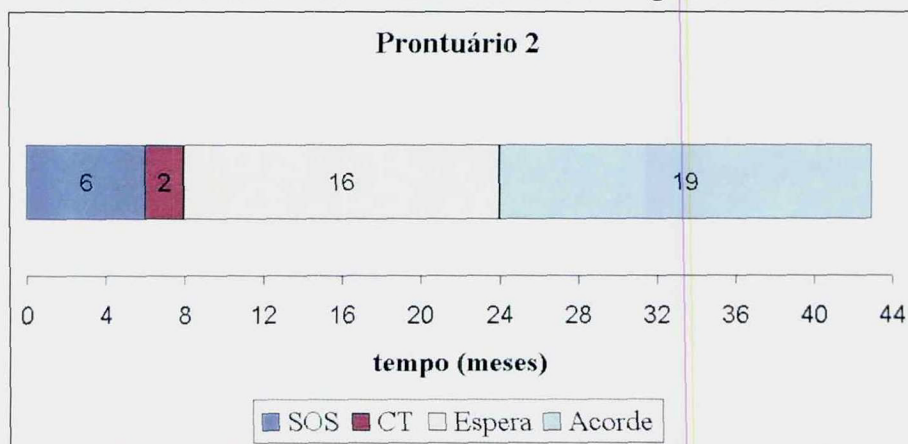 Prontuário 2
6 2 16 19
0 4 8 12 16 20 24 28 32 36 40 44
tempo (meses)
SOS CT Espera Acorde